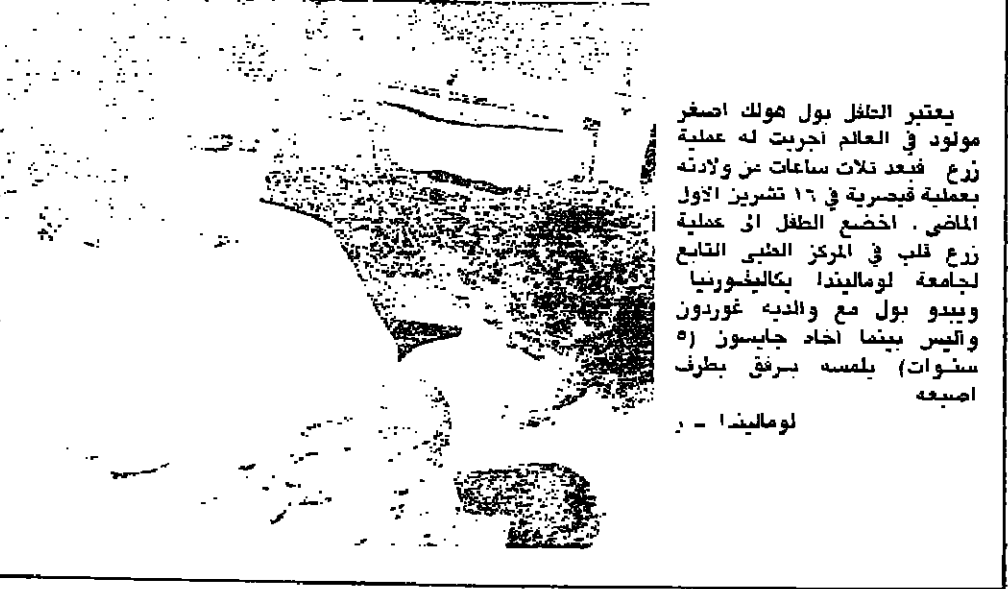 يعتبر الطفل بول هولك اصغر
مولود في العالم اجريت له عملية
زرع فبعد ثلاث ساعات من ولادته
بعملية قيصرية في ١٦ تشرين الاول
الماضي . اخضع الطفل الى عملية
زرع قلب في المركز الطبي التابع
لجامعة لوماليندا بكاليفورنيا
ويبدو بول مع والديه غوردون
واليس بينما اخاه جايسون (٥
سنوات) يلمسه برفق بطرف
اصبعه
لوماليندا - ر